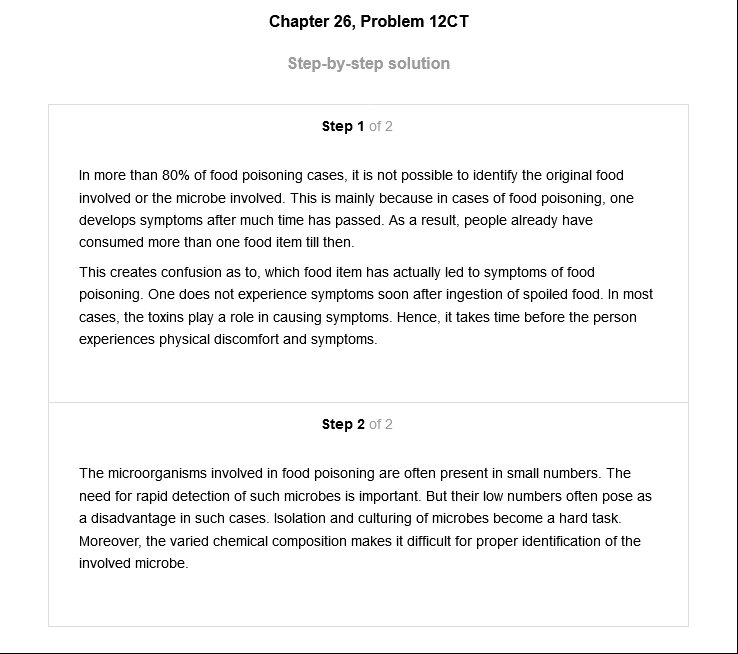 Chapter 26, Problem 12CT
Step-by-step solution
Step 1 of 2
In more than 80% of food poisoning cases, it is not possible to identify the original food
involved or the microbe involved. This is mainly because in cases of food poisoning, one
develops symptoms after much time has passed. As a result, people already have
consumed more than one food item till then.
This creates confusion as to, which food item has actually led to symptoms of food
poisoning. One does not experience symptoms soon after ingestion of spoiled food. In most
cases, the toxins play a role in causing symptoms. Hence, it takes time before the person
experiences physical discomfort and symptoms.
Step 2 of 2
The microorganisms involved in food poisoning are often present in small numbers. The
need for rapid detection of such microbes is important. But their low numbers often pose as
a disadvantage in such cases. Isolation and culturing of microbes become a hard task.
Moreover, the varied chemical composition makes it difficult for proper identification of the
involved microbe.